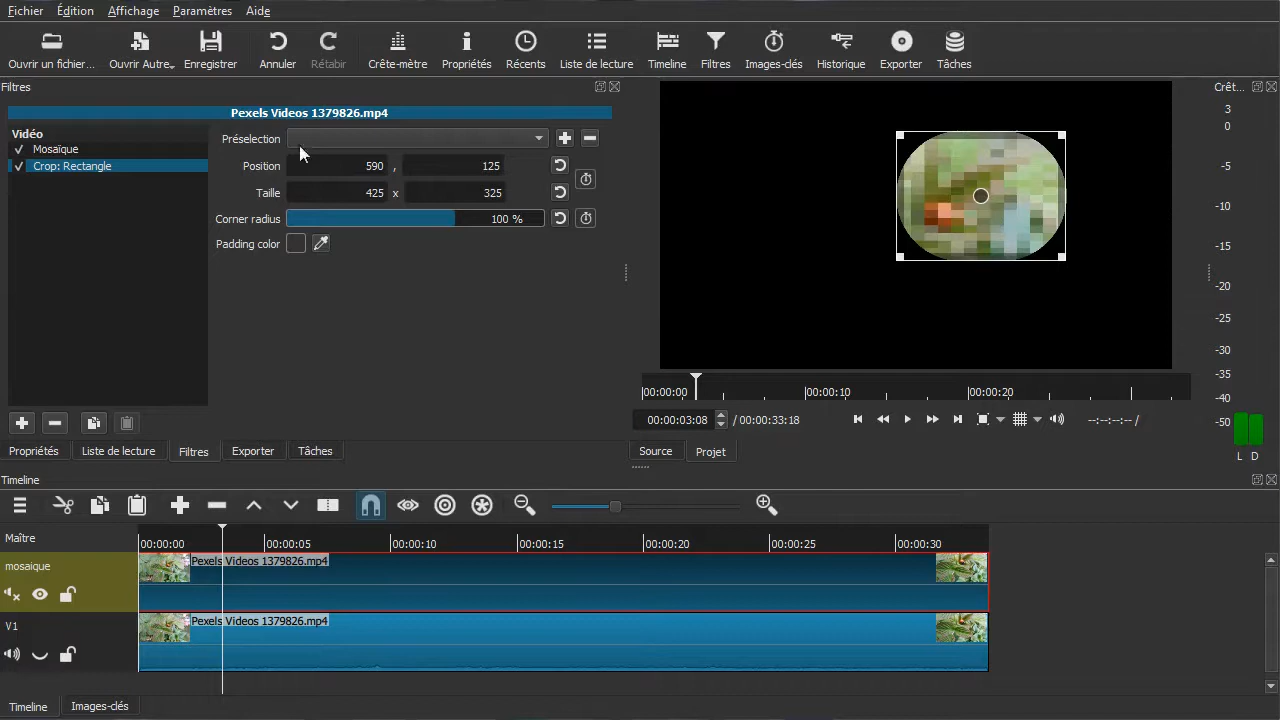 Fichier Édition Affichage Paramètres Aide
Ouvrir un fichier... Ouvrir Autre... Enregistrer Annuler Rétabir Crête-mètre Propriétés Récents Liste de lecture Timeline Filtres Images-clés Historique Exporter Tâches
Filtres
Pexels Videos 1379826.mp4
Vidéo
✓ Mosaïque
✓ Crop: Rectangle
Préselection
Position 590 , 125
Taille 425 x 325
Corner radius 100 %
Padding color
Propriétés Liste de lecture Filtres Exporter Tâches
00:00:00 00:00:10 00:00:20
00:00:03:08 / 00:00:33:18 --:--:--:-- /
Source Projet
Crêt...
3
0
-5
-10
-15
-20
-25
-30
-35
-40
-50
L D
Timeline
Maître
00:00:00 00:00:05 00:00:10 00:00:15 00:00:20 00:00:25 00:00:30
mosaique
Pexels Videos 1379826.mp4
V1
Pexels Videos 1379826.mp4
Timeline Images-clés